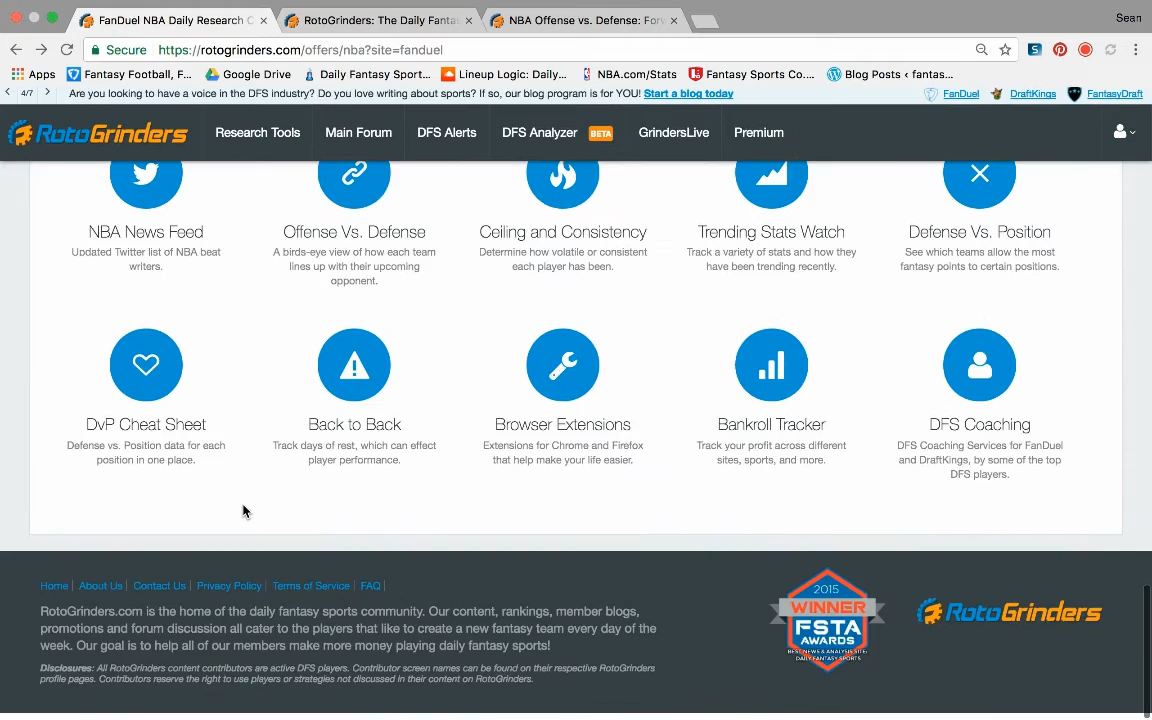 FanDuel NBA Daily Research C
RotoGrinders: The Daily Fanta
NBA Offense vs. Defense: For
Sean
Secure
https://rotogrinders.com/offers/nba?site=fanduel
Apps
Fantasy Football, F...
Google Drive
Daily Fantasy Sport...
Lineup Logic: Daily...
NBA.com/Stats
Fantasy Sports Co....
Blog Posts ‹ fantas...
4/7
Are you looking to have a voice in the DFS industry? Do you love writing about sports? If so, our blog program is for YOU! Start a blog today
FanDuel
DraftKings
FantasyDraft
RotoGrinders
Research Tools
Main Forum
DFS Alerts
DFS Analyzer BETA
GrindersLive
Premium
NBA News Feed
Updated Twitter list of NBA beat
writers.
Offense Vs. Defense
A birds-eye view of how each team
lines up with their upcoming
opponent.
Ceiling and Consistency
Determine how volatile or consistent
each player has been.
Trending Stats Watch
Track a variety of stats and how they
have been trending recently.
Defense Vs. Position
See which teams allow the most
fantasy points to certain positions.
DvP Cheat Sheet
Defense vs. Position data for each
position in one place.
Back to Back
Track days of rest, which can effect
player performance.
Browser Extensions
Extensions for Chrome and Firefox
that help make your life easier.
Bankroll Tracker
Track your profit across different
sites, sports, and more.
DFS Coaching
DFS Coaching Services for FanDuel
and DraftKings, by some of the top
DFS players.
Home | About Us | Contact Us | Privacy Policy | Terms of Service | FAQ |
RotoGrinders.com is the home of the daily fantasy sports community. Our content, rankings, member blogs,
promotions and forum discussion all cater to the players that like to create a new fantasy team every day of the
week. Our goal is to help all of our members make more money playing daily fantasy sports!
Disclosures: All RotoGrinders content contributors are active DFS players. Contributor screen names can be found on their respective RotoGrinders
profile pages. Contributors reserve the right to use players or strategies not discussed in their content on RotoGrinders.
2015
WINNER
FSTA
AWARDS
BEST NEWS & ANALYSIS SITE:
DAILY FANTASY SPORTS
RotoGrinders